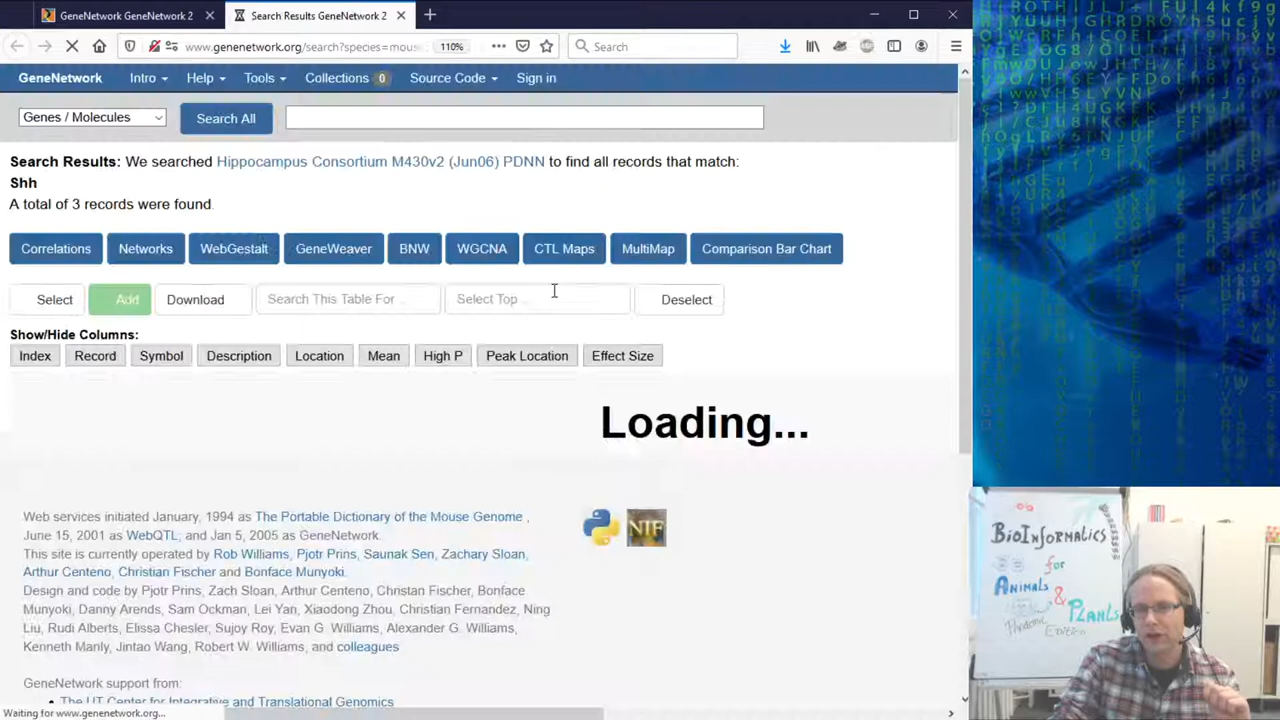 GeneNetwork GeneNetwork 2
Search Results GeneNetwork 2
www.genenetwork.org/search?species=mous
110%
Search
GeneNetwork
Intro
Help
Tools
Collections 0
Source Code
Sign in
Genes / Molecules
Search All
Search Results: We searched Hippocampus Consortium M430v2 (Jun06) PDNN to find all records that match:
Shh
A total of 3 records were found.
Correlations
Networks
WebGestalt
GeneWeaver
BNW
WGCNA
CTL Maps
MultiMap
Comparison Bar Chart
Select
Add
Download
Search This Table For
Select Top ...
Deselect
Show/Hide Columns:
Index
Record
Symbol
Description
Location
Mean
High P
Peak Location
Effect Size
Loading...
Web services initiated January, 1994 as The Portable Dictionary of the Mouse Genome ,
June 15, 2001 as WebQTL, and Jan 5, 2005 as GeneNetwork.
This site is currently operated by Rob Williams, Pjotr Prins, Saunak Sen, Zachary Sloan,
Arthur Centeno, Christian Fischer and Bonface Munyoki.
Design and code by Pjotr Prins, Zach Sloan, Arthur Centeno, Christan Fischer, Bonface
Munyoki, Danny Arends, Sam Ockman, Lei Yan, Xiaodong Zhou, Christian Fernandez, Ning
Liu, Rudi Alberts, Elissa Chesler, Sujoy Roy, Evan G. Williams, Alexander G. Williams,
Kenneth Manly, Jintao Wang, Robert W. Williams, and colleagues
NIF
GeneNetwork support from:
The UT Center for Integrative and Translational Genomics
Waiting for www.genenetwork.org...
BioInformatics
for
Animals
&
Plants
Pandemic
Edition